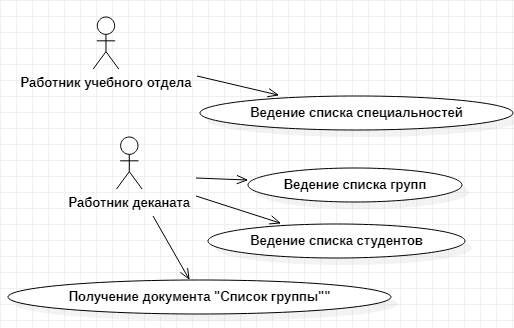 Работник учебного отдела
Ведение списка специальностей
Ведение списка групп
Работник деканата
Ведение списка студентов
Получение документа "Список группы""